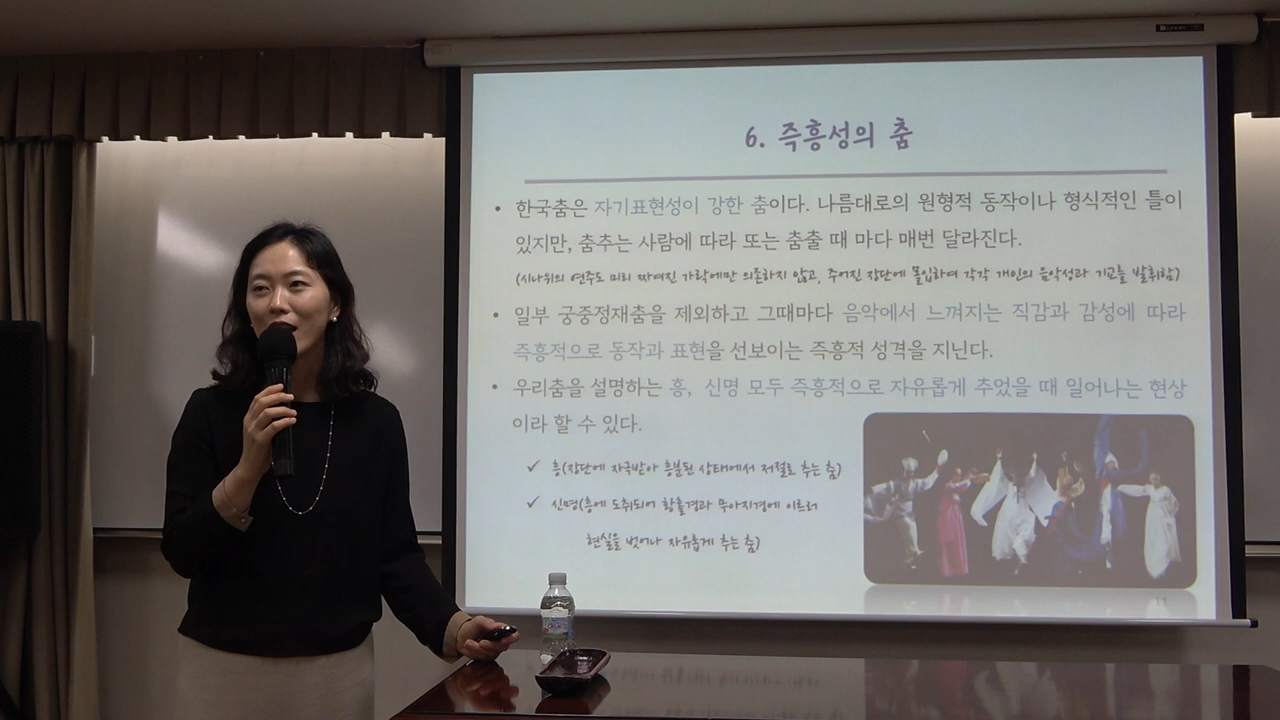 6. 즉흥성의 춤
• 한국춤은 자기표현성이 강한 춤이다. 나름대로의 원형적 동작이나 형식적인 틀이
있지만, 춤추는 사람에 따라 또는 춤출 때 마다 매번 달라진다.
(시나위의 연주도 미리 짜여진 가락에만 의존하지 않고, 주어진 장단에 몰입하여 각각 개인의 음악성과 기교를 발휘함)
• 일부 궁중정재춤을 제외하고 그때마다 음악에서 느껴지는 직감과 감성에 따라
즉흥적으로 동작과 표현을 선보이는 즉흥적 성격을 지닌다.
• 우리춤을 설명하는 흥, 신명 모두 즉흥적으로 자유롭게 추었을 때 일어나는 현상
이라 할 수 있다.
✓ 흥(장단에 자극받아 흥분된 상태에서 저절로 추는 춤)
✓ 신명(흥에 도취되어 황홀경과 무아지경에 이르러
현실을 벗어나 자유롭게 추는 춤)